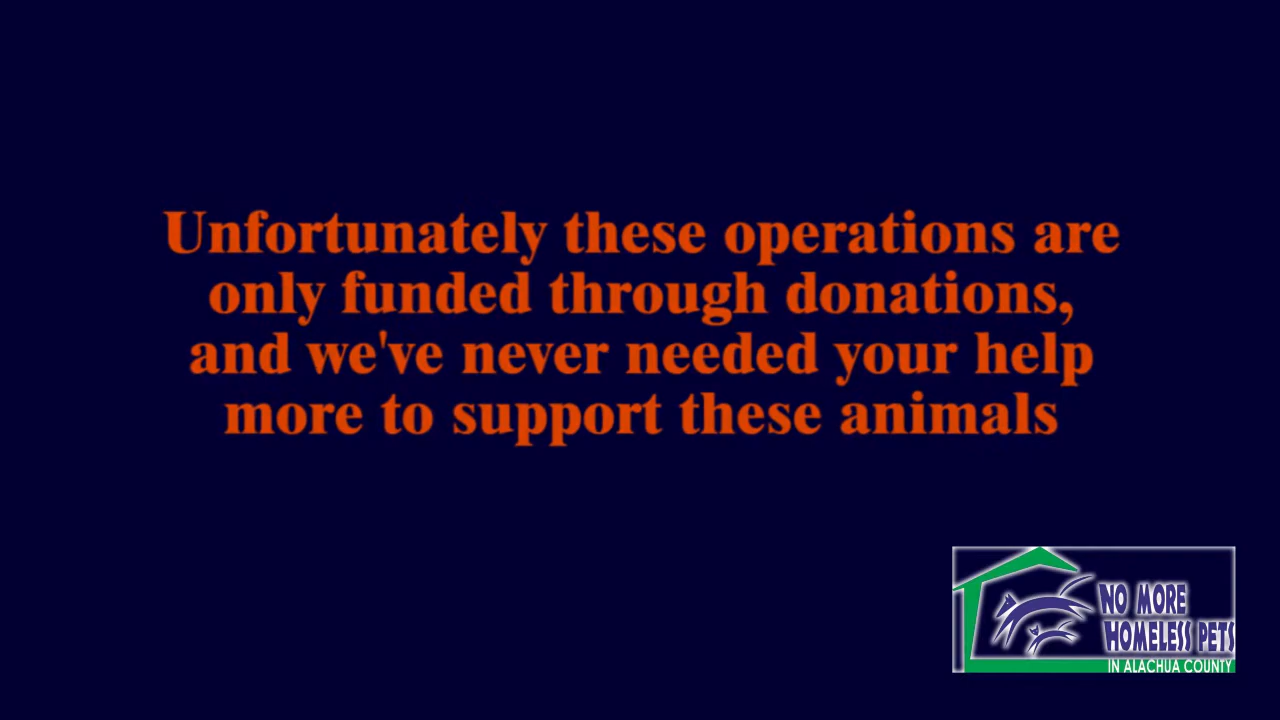 Unfortunately these operations are
only funded through donations,
and we've never needed your help
more to support these animals
NO MORE
HOMELESS PETS
IN ALACHUA COUNTY